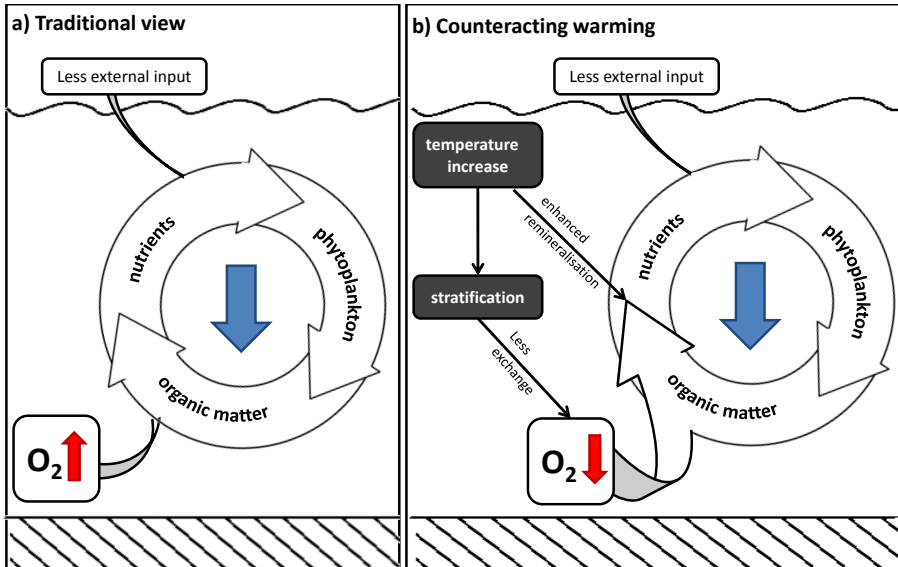 a) Traditional view
Less external input
nutrients
phytoplankton
organic matter
O₂
b) Counteracting warming
Less external input
temperature
increase
enhanced
remineralisation
stratification
Less
exchange
nutrients
phytoplankton
organic matter
O₂